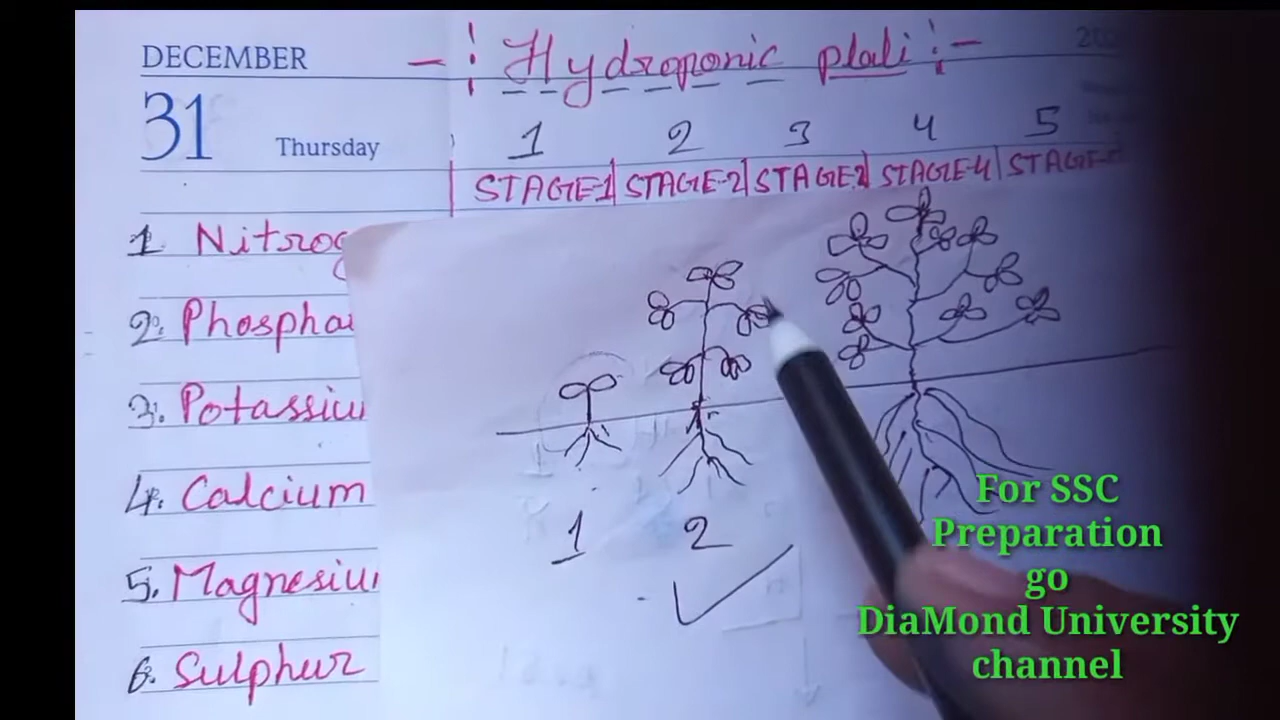 DECEMBER
Hydroponic plali
31
Thursday
1 2 3 4 5
STAGE-1 STAGE-2 STAGE-3 STAGE-4 STAGE-5
1 Nitrog
2. Phospha
3. Potassiu
4. Calcium
5. Magnesiu
6. Sulphur
1 2
For SSC
Preparation
go
DiaMond University
channel